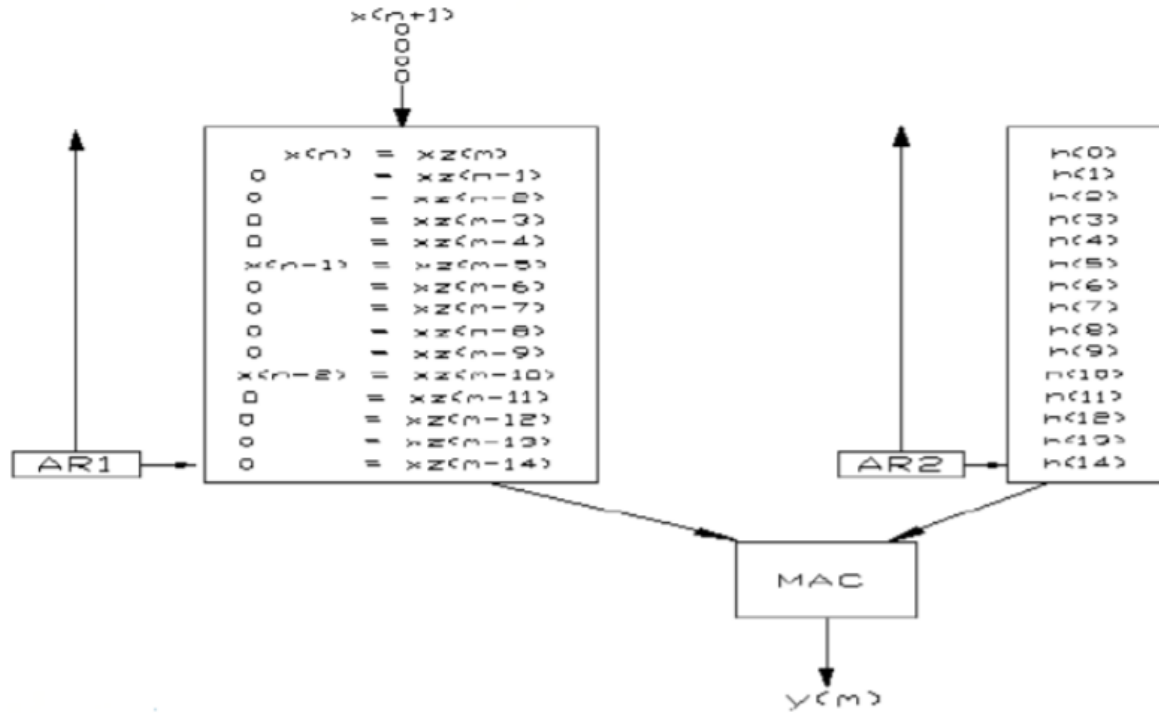 x(n+1)
0
0
0
0
x(n) = xz(m)
0 = xz(m-1)
0 = xz(m-2)
0 = xz(m-3)
0 = xz(m-4)
x(n-1) = xz(m-5)
0 = xz(m-6)
0 = xz(m-7)
0 = xz(m-8)
0 = xz(m-9)
x(n-2) = xz(m-10)
0 = xz(m-11)
0 = xz(m-12)
0 = xz(m-13)
0 = xz(m-14)
AR1
h(0)
h(1)
h(2)
h(3)
h(4)
h(5)
h(6)
h(7)
h(8)
h(9)
h(10)
h(11)
h(12)
h(13)
h(14)
AR2
MAC
y(m)